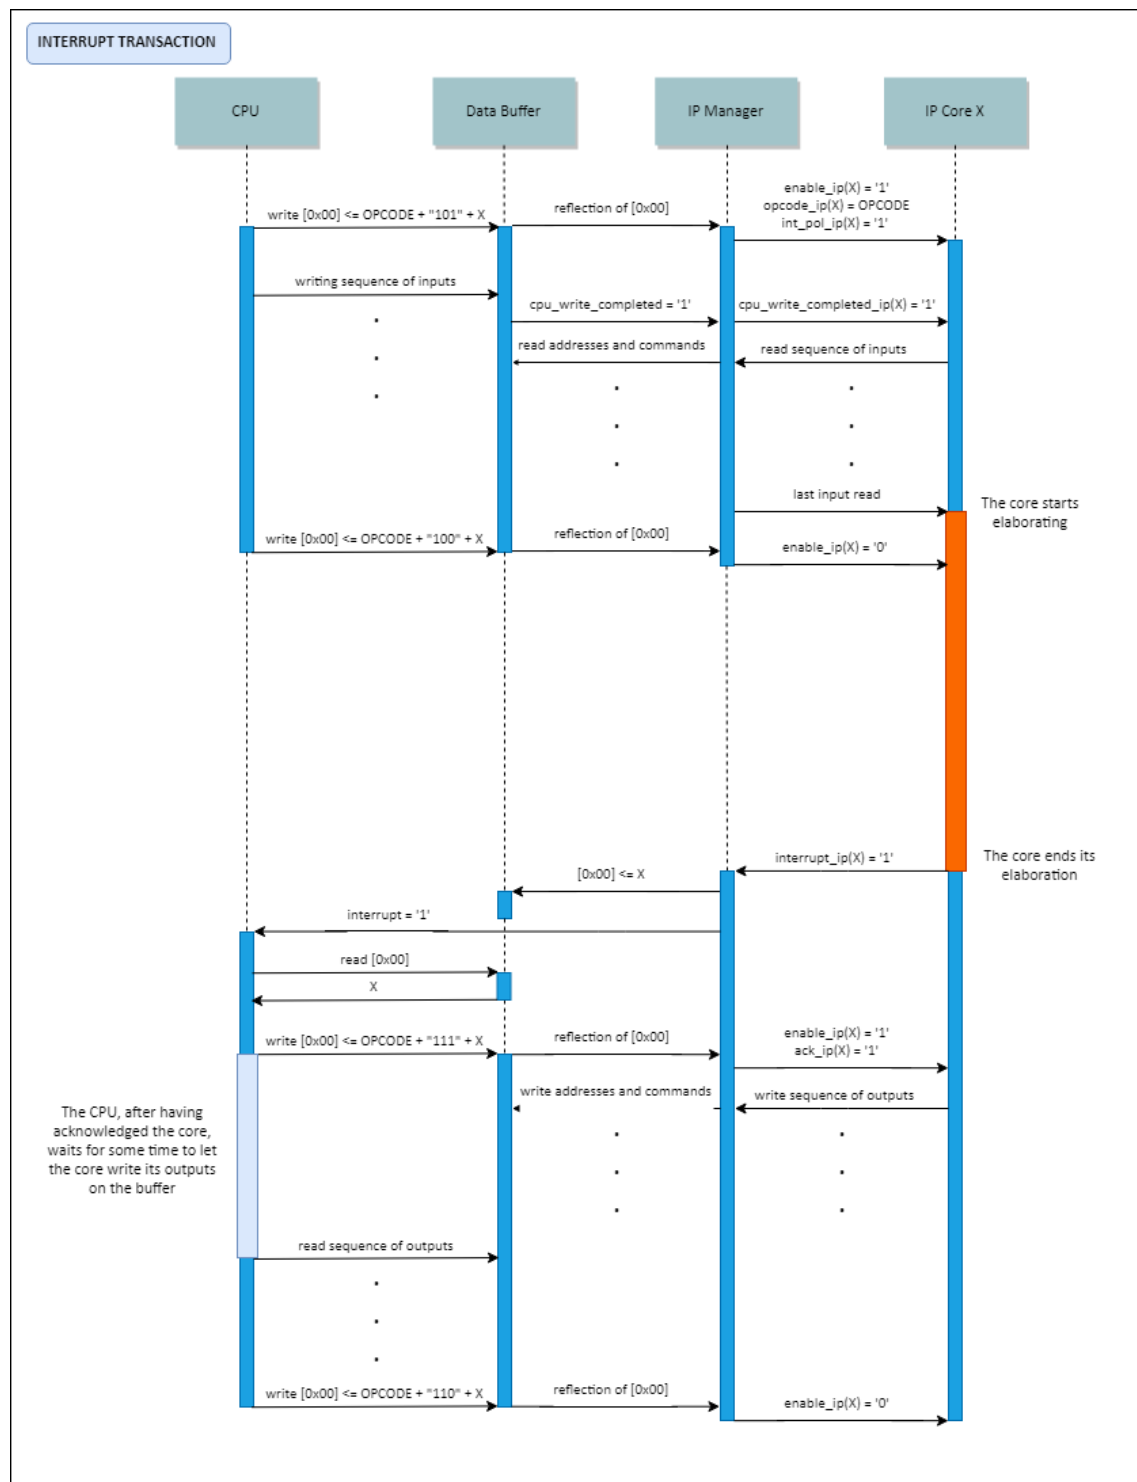 INTERRUPT TRANSACTION
CPU
Data Buffer
IP Manager
IP Core X
enable_ip(X) = '1'
opcode_ip(X) = OPCODE
int_pol_ip(X) = '1'
write [0x00] <= OPCODE + "101" + X
reflection of [0x00]
writing sequence of inputs
cpu_write_completed = '1'
cpu_write_completed_ip(X) = '1'
read addresses and commands
read sequence of inputs
last input read
The core starts
elaborating
write [0x00] <= OPCODE + "100" + X
reflection of [0x00]
enable_ip(X) = '0'
interrupt_ip(X) = '1'
The core ends its
elaboration
[0x00] <= X
interrupt = '1'
read [0x00]
X
write [0x00] <= OPCODE + "111" + X
reflection of [0x00]
enable_ip(X) = '1'
ack_ip(X) = '1'
write addresses and commands
write sequence of outputs
The CPU, after having
acknowledged the core,
waits for some time to let
the core write its outputs
on the buffer
read sequence of outputs
write [0x00] <= OPCODE + "110" + X
reflection of [0x00]
enable_ip(X) = '0'